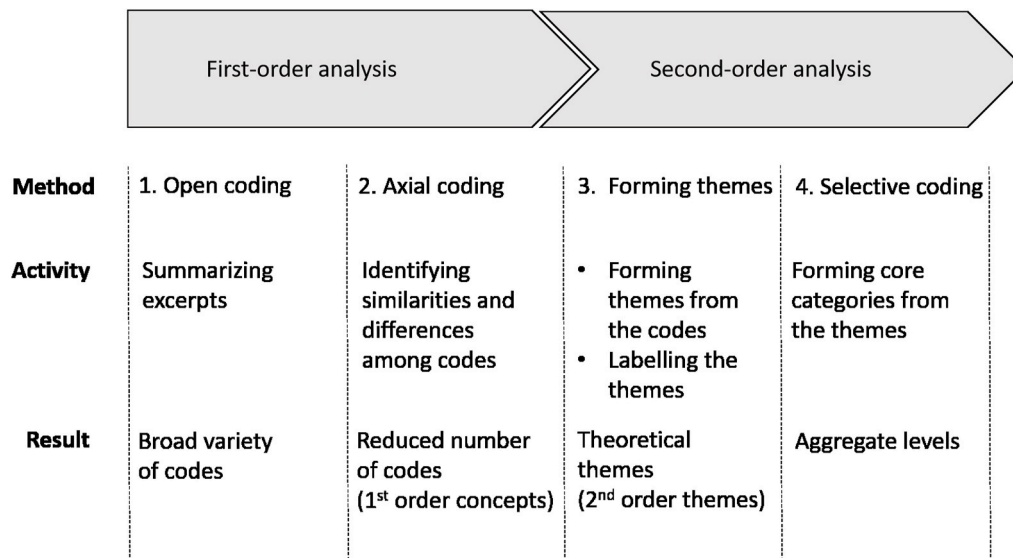 First-order analysis
Second-order analysis
Method
1. Open coding
2. Axial coding
3. Forming themes
4. Selective coding
Activity
Summarizing
excerpts
Identifying
similarities and
differences
among codes
• Forming
themes from
the codes
• Labelling the
themes
Forming core
categories from
the themes
Result
Broad variety
of codes
Reduced number
of codes
(1st order concepts)
Theoretical
themes
(2nd order themes)
Aggregate levels